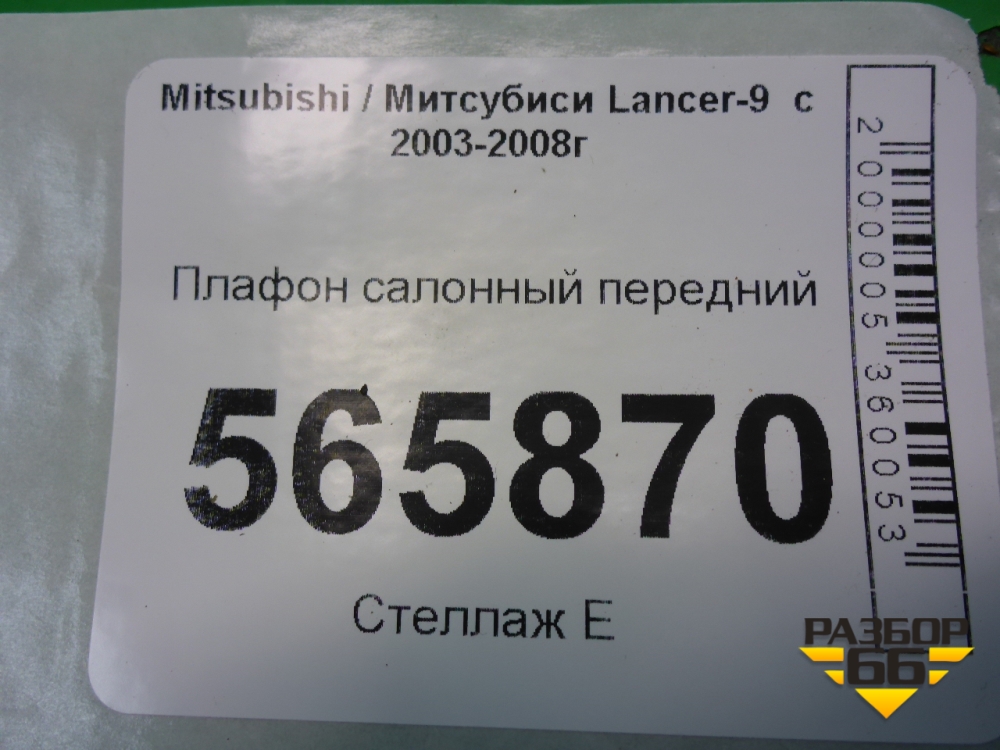 Mitsubishi / Митсубиси Lancer-9 с
2003-2008г
Плафон салонный передний
565870
Стеллаж Е
2000005360053
РАЗБОР
66